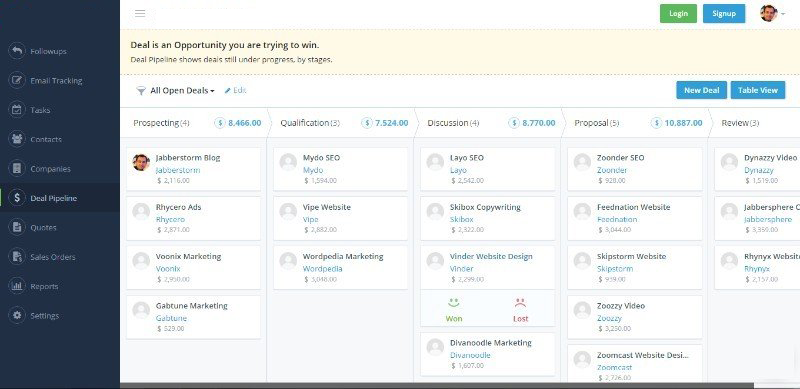 Login
Signup
Deal is an Opportunity you are trying to win.
Deal Pipeline shows deals still under progress, by stages.
Followups
Email Tracking
Tasks
Contacts
Companies
Deal Pipeline
Quotes
Sales Orders
Reports
Settings
All Open Deals
Edit
New Deal
Table View
Prospecting (4) $ 8.466.00
Jabberstorm Blog
Jabberstorm
$ 2,116.00
Rhycero Ads
Rhycero
$ 2,871.00
Voonix Marketing
Voonix
$ 2,950.00
Gabtune Marketing
Gabtune
$ 529.00
Qualification (3) $ 7.524.00
Mydo SEO
Mydo
$ 1,594.00
Vipe Website
Vipe
$ 2,882.00
Wordpedia Marketing
Wordpedia
$ 3,048.00
Discussion (4) $ 8.770.00
Layo SEO
Layo
$ 2,542.00
Skibox Copywriting
Skibox
$ 2,322.00
Vinder Website Design
Vinder
$ 2,299.00
Won
Lost
Divanoodle Marketing
Divanoodle
$ 1,607.00
Proposal (5) $ 10.887.00
Zoonder SEO
Zoonder
$ 928.00
Feednation Website
Feednation
$ 3,044.00
Skipstorm Website
Skipstorm
$ 939.00
Zoozzy Video
Zoozzy
$ 3,250.00
Zoomcast Website Desi...
Zoomcast
$ 2,726.00
Review (3)
Dynazzy Video
Dynazzy
$ 1,519.00
Jabbersphere C
Jabbersphere
$ 3,359.00
Rhynyx Website
Rhynyx
$ 2,157.00